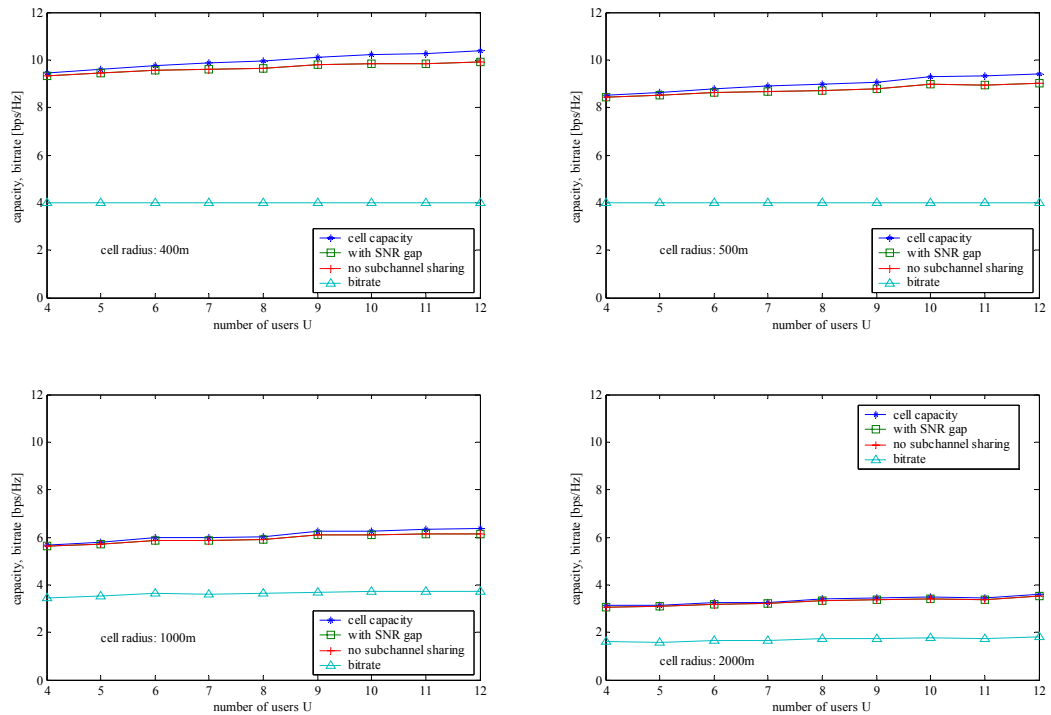 12
10
8
6
4
2
0
capacity, bitrate [bps/Hz]
cell radius: 400m
cell capacity
with SNR gap
no subchannel sharing
bitrate
4 5 6 7 8 9 10 11 12
number of users U
12
10
8
6
4
2
0
capacity, bitrate [bps/Hz]
cell radius: 500m
cell capacity
with SNR gap
no subchannel sharing
bitrate
4 5 6 7 8 9 10 11 12
number of users U
12
10
8
6
4
2
0
capacity, bitrate [bps/Hz]
cell radius: 1000m
cell capacity
with SNR gap
no subchannel sharing
bitrate
4 5 6 7 8 9 10 11 12
number of users U
12
10
8
6
4
2
0
capacity, bitrate [bps/Hz]
cell capacity
with SNR gap
no subchannel sharing
bitrate
cell radius: 2000m
4 5 6 7 8 9 10 11 12
number of users U